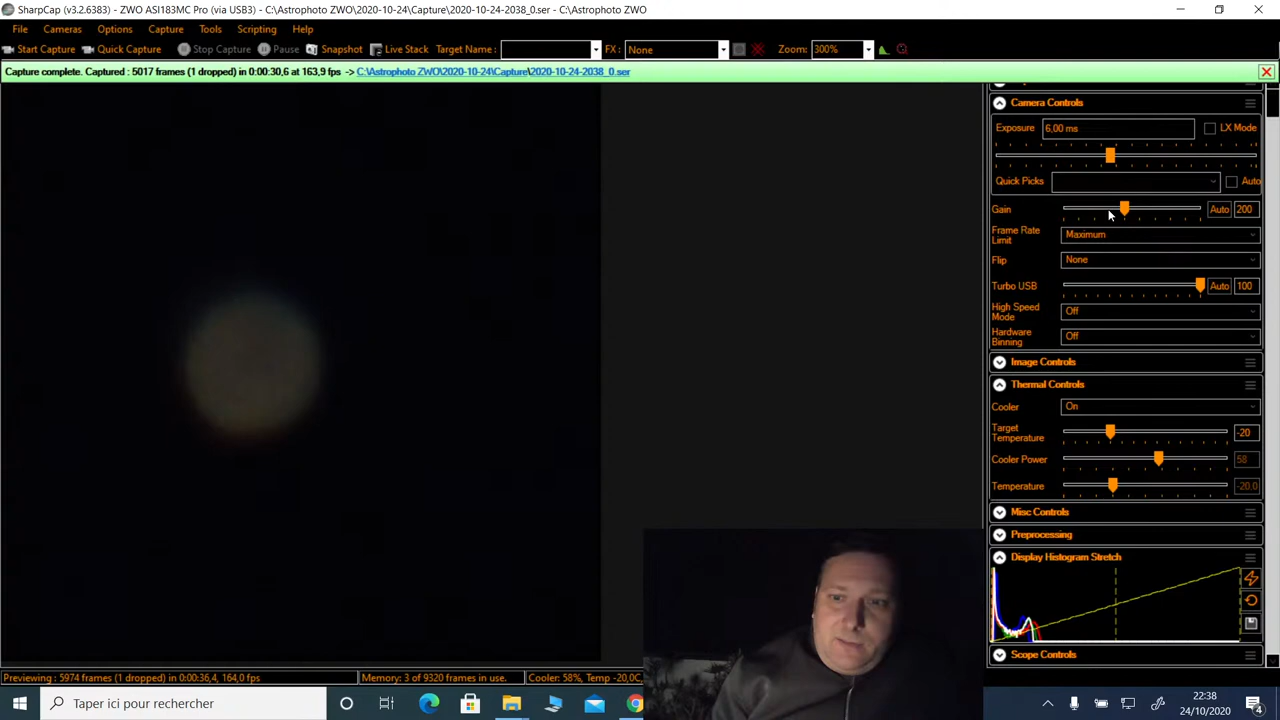 SharpCap (v3.2.6383) - ZWO ASI183MC Pro (via USB3) - C:\Astrophoto ZWO\2020-10-24\Capture\2020-10-24-2038_0.ser - C:\Astrophoto ZWO
File Cameras Options Capture Tools Scripting Help
Start Capture Quick Capture Stop Capture Pause Snapshot Live Stack Target Name : FX : None Zoom: 300%
Capture complete. Captured : 5017 frames (1 dropped) in 0:00:30,6 at 163,9 fps -> C:\Astrophoto ZWO\2020-10-24\Capture\2020-10-24-2038_0.ser
Camera Controls
Exposure 6,00 ms LX Mode
Quick Picks Auto
Gain Auto 200
Frame Rate Limit Maximum
Flip None
Turbo USB Auto 100
High Speed Mode Off
Hardware Binning Off
Image Controls
Thermal Controls
Cooler On
Target Temperature -20
Cooler Power 58
Temperature -20.0
Misc Controls
Preprocessing
Display Histogram Stretch
Scope Controls
Previewing : 5974 frames (1 dropped) in 0:00:36,4, 164,0 fps Memory: 3 of 9320 frames in use. Cooler: 58%, Temp -20,0C,
Taper ici pour rechercher
22:38
24/10/2020
4